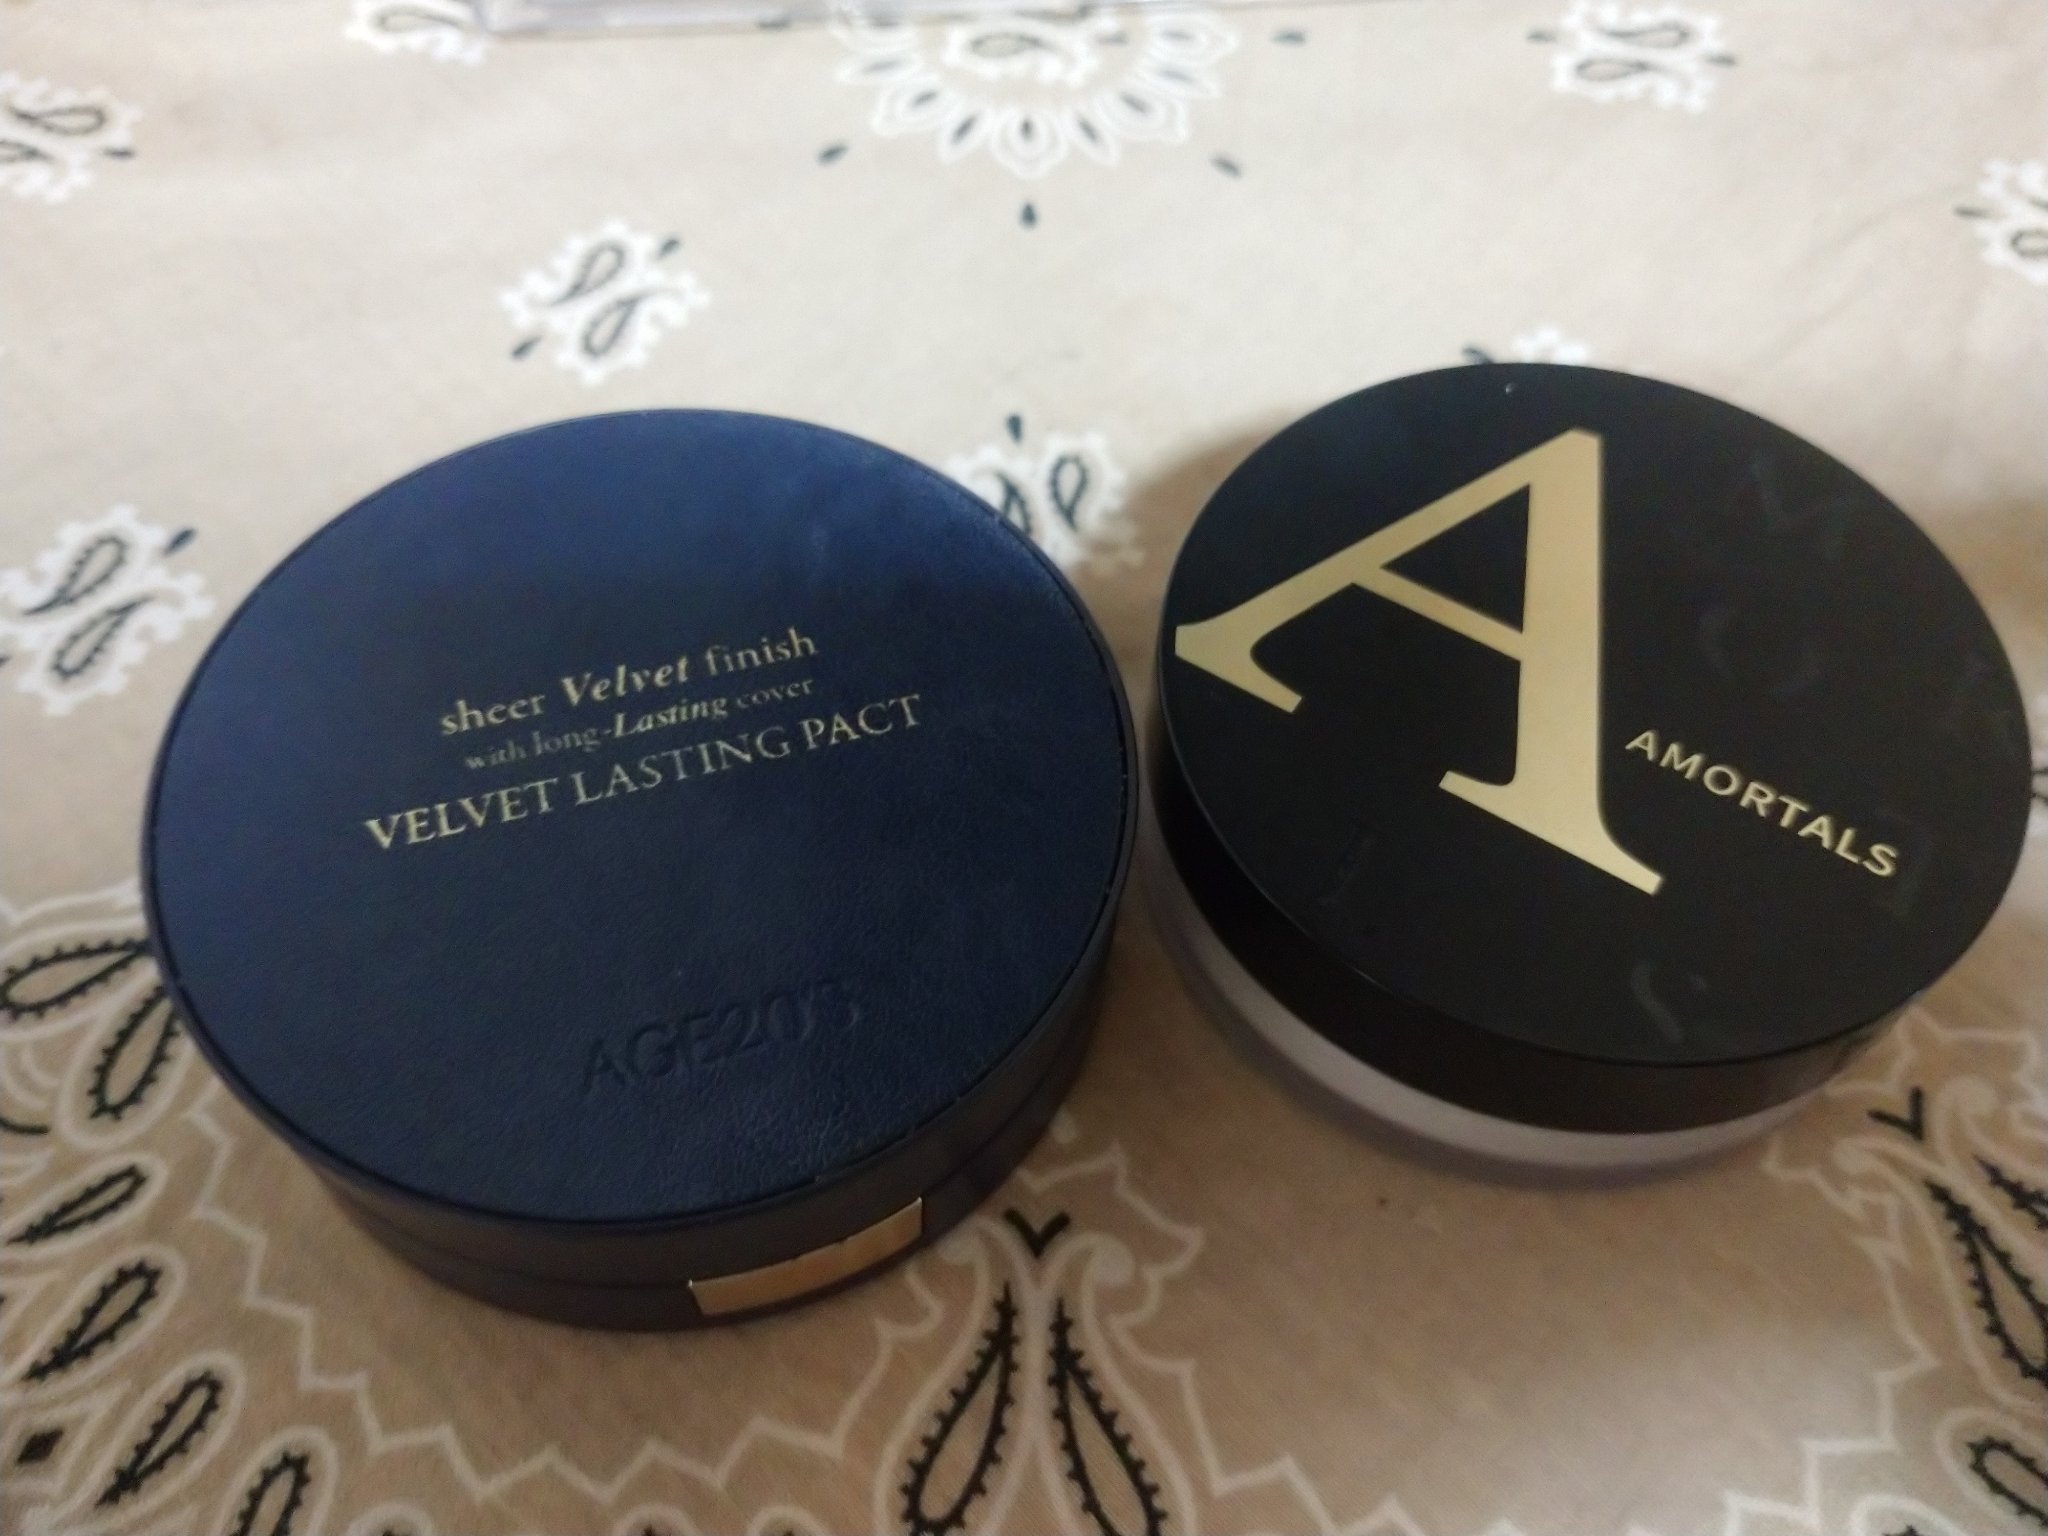 sheer Velvet finish
with long-Lasting cover
VELVET LASTING PACT
AGE20'S
A
AMORTALS